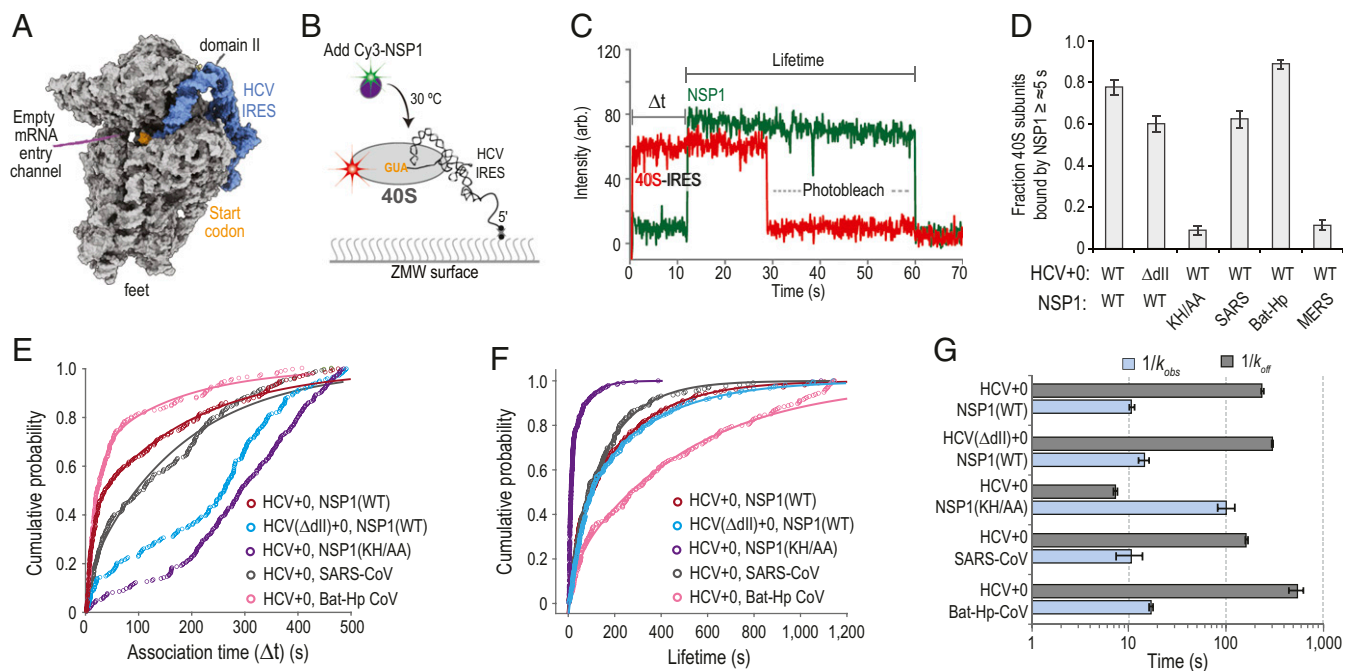 A
domain II
HCV
IRES
Empty
mRNA
entry
channel
Start
codon
feet
B
Add Cy3-NSP1
30 ºC
HCV
IRES
GUA
40S
5'
ZMW surface
C
Lifetime
Δt
NSP1
40S-IRES
Photobleach
Intensity (arb.)
120
80
40
0
0 10 20 30 40 50 60 70
Time (s)
D
Fraction 40S subunits
bound by NSP1 ≥ ≈5 s
1.0
0.8
0.6
0.4
0.2
0
HCV+0: WT ΔdII WT WT WT WT
NSP1: WT WT KH/AA SARS Bat-Hp MERS
E
Cumulative probability
1.0
0.8
0.6
0.4
0.2
0
HCV+0, NSP1(WT)
HCV(ΔdII)+0, NSP1(WT)
HCV+0, NSP1(KH/AA)
HCV+0, SARS-CoV
HCV+0, Bat-Hp CoV
0 100 200 300 400 500
Association time (Δt) (s)
F
Cumulative probability
1.0
0.8
0.6
0.4
0.2
0.0
HCV+0, NSP1(WT)
HCV(ΔdII)+0, NSP1(WT)
HCV+0, NSP1(KH/AA)
HCV+0, SARS-CoV
HCV+0, Bat-Hp CoV
0 200 400 600 800 1,000 1,200
Lifetime (s)
G
1/kobs 1/koff
HCV+0
NSP1(WT)
HCV(ΔdII)+0
NSP1(WT)
HCV+0
NSP1(KH/AA)
HCV+0
SARS-CoV
HCV+0
Bat-Hp-CoV
1 10 100 1,000
Time (s)